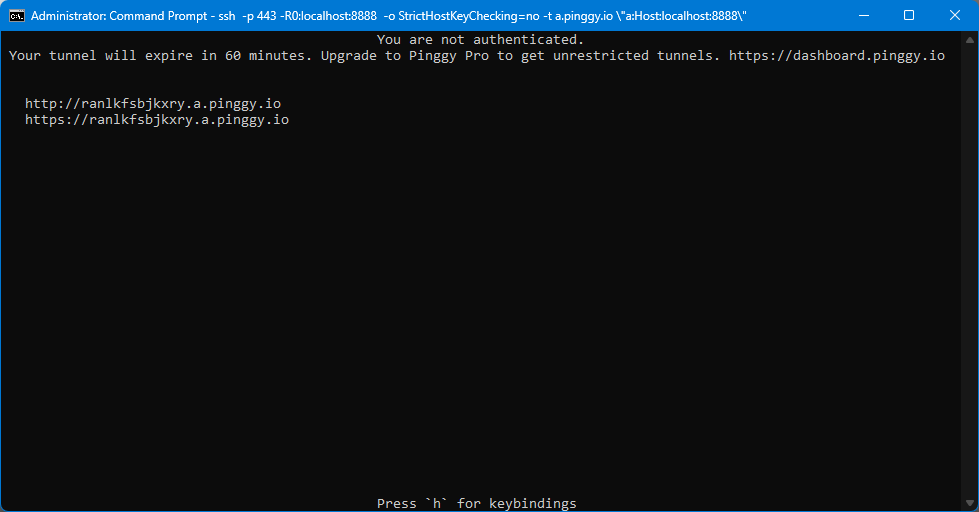 Administrator: Command Prompt - ssh -p 443 -R0:localhost:8888 -o StrictHostKeyChecking=no -t a.pinggy.io \"a:Host:localhost:8888\"
You are not authenticated.
Your tunnel will expire in 60 minutes. Upgrade to Pinggy Pro to get unrestricted tunnels. https://dashboard.pinggy.io
http://ranlkfsbjkxry.a.pinggy.io
https://ranlkfsbjkxry.a.pinggy.io
Press `h` for keybindings